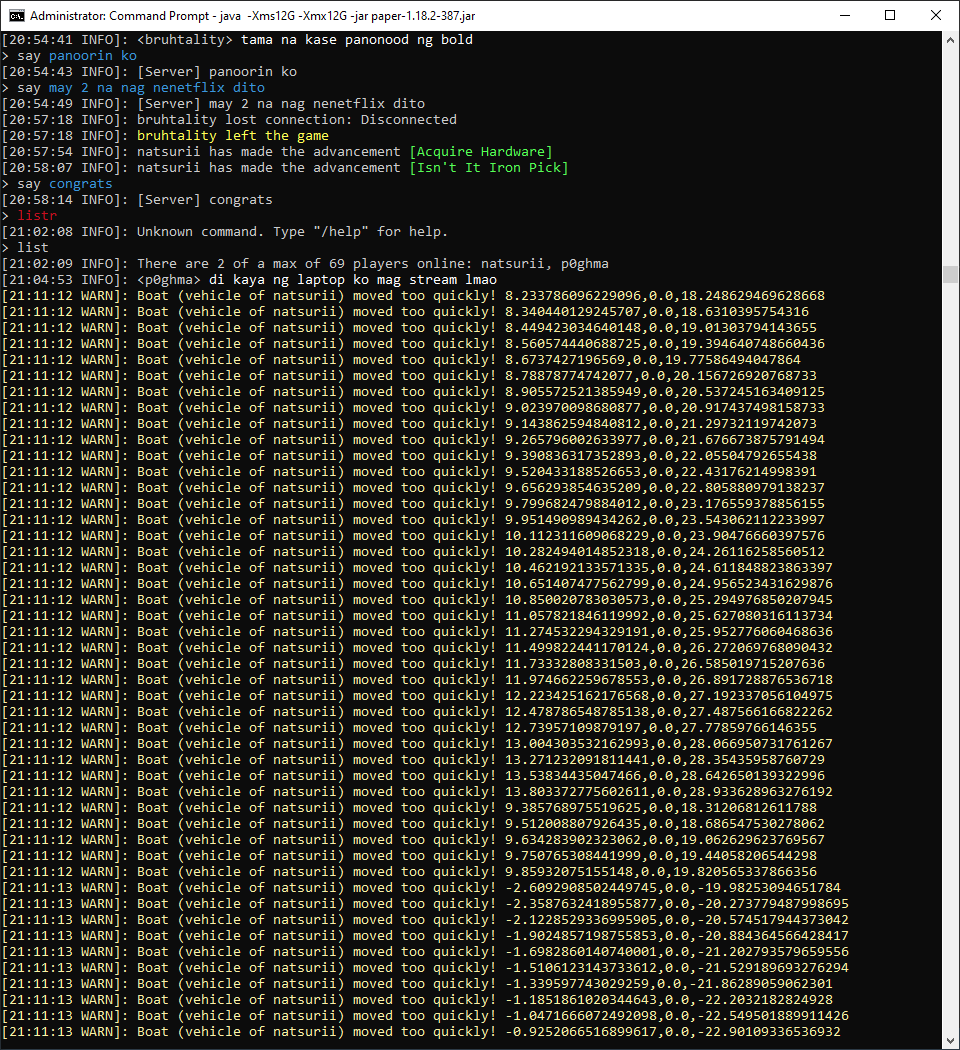 Administrator: Command Prompt - java -Xms12G -Xmx12G -jar paper-1.18.2-387.jar
[20:54:41 INFO]: <bruhtality> tama na kase panonood ng bold
> say panoorin ko
[20:54:43 INFO]: [Server] panoorin ko
> say may 2 na nag nenetflix dito
[20:54:49 INFO]: [Server] may 2 na nag nenetflix dito
[20:57:18 INFO]: bruhtality lost connection: Disconnected
[20:57:18 INFO]: bruhtality left the game
[20:57:54 INFO]: natsurii has made the advancement [Acquire Hardware]
[20:58:07 INFO]: natsurii has made the advancement [Isn't It Iron Pick]
> say congrats
[20:58:14 INFO]: [Server] congrats
> listr
[21:02:08 INFO]: Unknown command. Type "/help" for help.
> list
[21:02:09 INFO]: There are 2 of a max of 69 players online: natsurii, p0ghma
[21:04:53 INFO]: <p0ghma> di kaya ng laptop ko mag stream lmao
[21:11:12 WARN]: Boat (vehicle of natsurii) moved too quickly! 8.233786096229096,0.0,18.248629469628668
[21:11:12 WARN]: Boat (vehicle of natsurii) moved too quickly! 8.340440129245707,0.0,18.6310395754316
[21:11:12 WARN]: Boat (vehicle of natsurii) moved too quickly! 8.449423034640148,0.0,19.01303794143655
[21:11:12 WARN]: Boat (vehicle of natsurii) moved too quickly! 8.560574440688725,0.0,19.394640748660436
[21:11:12 WARN]: Boat (vehicle of natsurii) moved too quickly! 8.6737427196569,0.0,19.77586494047864
[21:11:12 WARN]: Boat (vehicle of natsurii) moved too quickly! 8.78878774742077,0.0,20.156726920768733
[21:11:12 WARN]: Boat (vehicle of natsurii) moved too quickly! 8.905572521385949,0.0,20.537245163409125
[21:11:12 WARN]: Boat (vehicle of natsurii) moved too quickly! 9.023970098680877,0.0,20.917437498158733
[21:11:12 WARN]: Boat (vehicle of natsurii) moved too quickly! 9.143862594840812,0.0,21.29732119742073
[21:11:12 WARN]: Boat (vehicle of natsurii) moved too quickly! 9.265796002633977,0.0,21.676673875791494
[21:11:12 WARN]: Boat (vehicle of natsurii) moved too quickly! 9.390836317352893,0.0,22.05504792655438
[21:11:12 WARN]: Boat (vehicle of natsurii) moved too quickly! 9.520433188526653,0.0,22.43176214998391
[21:11:12 WARN]: Boat (vehicle of natsurii) moved too quickly! 9.656293854635209,0.0,22.805880979138237
[21:11:12 WARN]: Boat (vehicle of natsurii) moved too quickly! 9.799682479884012,0.0,23.176559378856155
[21:11:12 WARN]: Boat (vehicle of natsurii) moved too quickly! 9.951490989434262,0.0,23.543062112233997
[21:11:12 WARN]: Boat (vehicle of natsurii) moved too quickly! 10.112311609068229,0.0,23.90476660397576
[21:11:12 WARN]: Boat (vehicle of natsurii) moved too quickly! 10.282494014852318,0.0,24.26116258560512
[21:11:12 WARN]: Boat (vehicle of natsurii) moved too quickly! 10.462192133571335,0.0,24.611848823863397
[21:11:12 WARN]: Boat (vehicle of natsurii) moved too quickly! 10.651407477562799,0.0,24.956523431629876
[21:11:12 WARN]: Boat (vehicle of natsurii) moved too quickly! 10.850020783030573,0.0,25.294976850207945
[21:11:12 WARN]: Boat (vehicle of natsurii) moved too quickly! 11.057821846119992,0.0,25.627080316113734
[21:11:12 WARN]: Boat (vehicle of natsurii) moved too quickly! 11.274532294329191,0.0,25.952776060468636
[21:11:12 WARN]: Boat (vehicle of natsurii) moved too quickly! 11.499822441170124,0.0,26.272069768090432
[21:11:12 WARN]: Boat (vehicle of natsurii) moved too quickly! 11.73332808331503,0.0,26.585019715207636
[21:11:12 WARN]: Boat (vehicle of natsurii) moved too quickly! 11.974662259678553,0.0,26.891728876536718
[21:11:12 WARN]: Boat (vehicle of natsurii) moved too quickly! 12.223425162176568,0.0,27.192337056104975
[21:11:12 WARN]: Boat (vehicle of natsurii) moved too quickly! 12.478786548785138,0.0,27.487566166822262
[21:11:12 WARN]: Boat (vehicle of natsurii) moved too quickly! 12.73957109879197,0.0,27.77859766146355
[21:11:12 WARN]: Boat (vehicle of natsurii) moved too quickly! 13.004303532162993,0.0,28.066950731761267
[21:11:12 WARN]: Boat (vehicle of natsurii) moved too quickly! 13.271232091811441,0.0,28.35435958760729
[21:11:12 WARN]: Boat (vehicle of natsurii) moved too quickly! 13.53834435047466,0.0,28.642650139322996
[21:11:12 WARN]: Boat (vehicle of natsurii) moved too quickly! 13.803372775602611,0.0,28.933628963276192
[21:11:12 WARN]: Boat (vehicle of natsurii) moved too quickly! 9.385768975519625,0.0,18.31206812611788
[21:11:12 WARN]: Boat (vehicle of natsurii) moved too quickly! 9.512008807926435,0.0,18.686547530278062
[21:11:12 WARN]: Boat (vehicle of natsurii) moved too quickly! 9.634283902323062,0.0,19.062629623769567
[21:11:12 WARN]: Boat (vehicle of natsurii) moved too quickly! 9.750765308441999,0.0,19.44058206544298
[21:11:12 WARN]: Boat (vehicle of natsurii) moved too quickly! 9.85932075155148,0.0,19.820565337866356
[21:11:13 WARN]: Boat (vehicle of natsurii) moved too quickly! -2.6092908502449745,0.0,-19.98253094651784
[21:11:13 WARN]: Boat (vehicle of natsurii) moved too quickly! -2.3587632418955877,0.0,-20.273779487998695
[21:11:13 WARN]: Boat (vehicle of natsurii) moved too quickly! -2.1228529336995905,0.0,-20.574517944373042
[21:11:13 WARN]: Boat (vehicle of natsurii) moved too quickly! -1.9024857198755853,0.0,-20.884364566428417
[21:11:13 WARN]: Boat (vehicle of natsurii) moved too quickly! -1.6982860140740001,0.0,-21.202793579659556
[21:11:13 WARN]: Boat (vehicle of natsurii) moved too quickly! -1.5106123143733612,0.0,-21.529189693276294
[21:11:13 WARN]: Boat (vehicle of natsurii) moved too quickly! -1.339597743029259,0.0,-21.86289059062301
[21:11:13 WARN]: Boat (vehicle of natsurii) moved too quickly! -1.1851861020344643,0.0,-22.2032182824928
[21:11:13 WARN]: Boat (vehicle of natsurii) moved too quickly! -1.0471666072492098,0.0,-22.549501889911426
[21:11:13 WARN]: Boat (vehicle of natsurii) moved too quickly! -0.9252066516899617,0.0,-22.90109336536932